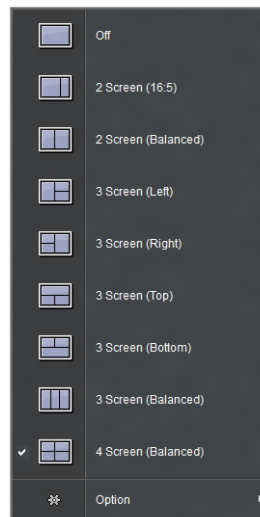 Off
2 Screen (16:5)
2 Screen (Balanced)
3 Screen (Left)
3 Screen (Right)
3 Screen (Top)
3 Screen (Bottom)
3 Screen (Balanced)
4 Screen (Balanced)
Option